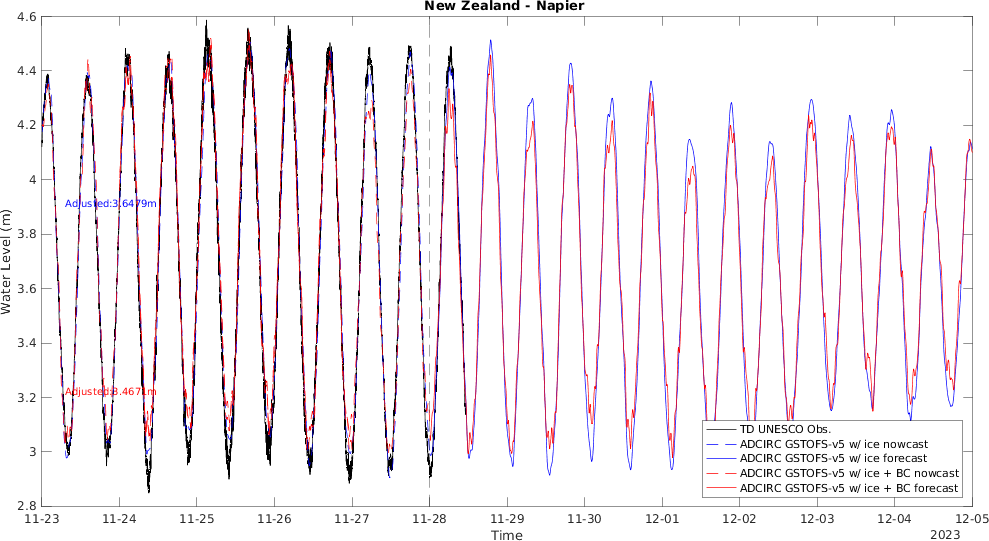 New Zealand - Napier
4.6
4.4
4.2
4
3.8
3.6
3.4
3.2
3
2.8
Water Level (m)
Adjusted:3.6479m
Adjusted:3.4671m
TD UNESCO Obs.
ADCIRC GSTOFS-v5 w/ ice nowcast
ADCIRC GSTOFS-v5 w/ ice forecast
ADCIRC GSTOFS-v5 w/ ice + BC nowcast
ADCIRC GSTOFS-v5 w/ ice + BC forecast
11-23 11-24 11-25 11-26 11-27 11-28 11-29 11-30 12-01 12-02 12-03 12-04 12-05
Time
2023